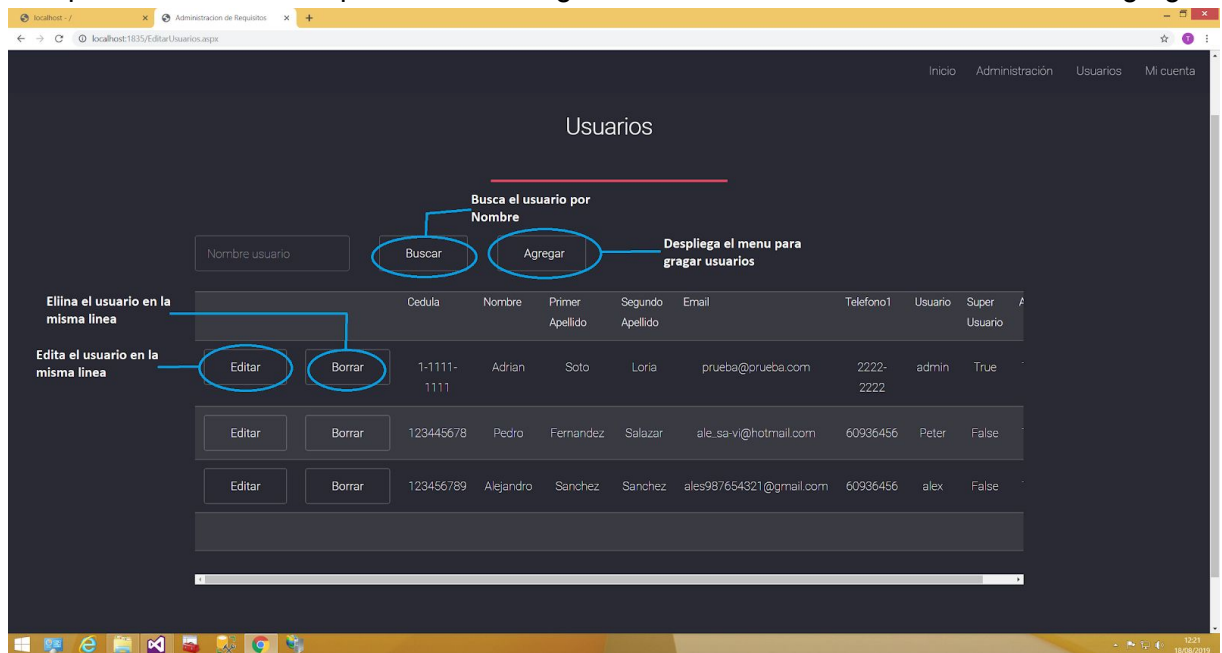 localhost - /
Administracion de Requisitos
localhost:1835/EditarUsuarios.aspx
Inicio Administración Usuarios Mi cuenta
Usuarios
Busca el usuario por
Nombre
Nombre usuario
Buscar
Agregar
Despliega el menu para
gragar usuarios
Eliina el usuario en la
misma linea
Edita el usuario en la
misma linea
Cedula Nombre Primer Segundo Email Telefono1 Usuario Super
Apellido Apellido Usuario
Editar Borrar 1-1111- Adrian Soto Loria prueba@prueba.com 2222- admin True
1111 2222
Editar Borrar 123445678 Pedro Fernandez Salazar ale_sa-vi@hotmail.com 60936456 Peter False
Editar Borrar 123456789 Alejandro Sanchez Sanchez ales987654321@gmail.com 60936456 alex False
12:21
18/08/2019